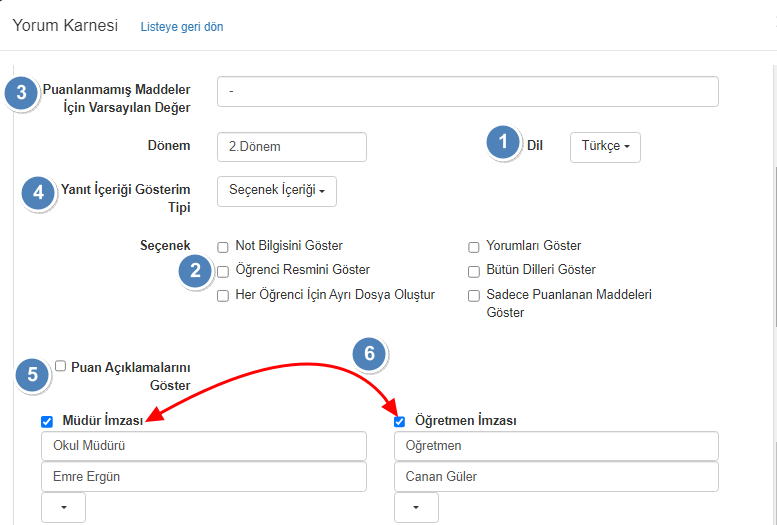 Yorum Karnesi Listeye geri dön
3 Puanlanmamış Maddeler
İçin Varsayılan Değer
-
Dönem 2.Dönem 1 Dil Türkçe
4 Yanıt İçeriği Gösterim
Tipi
Seçenek İçeriği
Seçenek Not Bilgisini Göster Yorumları Göster
2 Öğrenci Resmini Göster Bütün Dilleri Göster
Her Öğrenci İçin Ayrı Dosya Oluştur Sadece Puanlanan Maddeleri
Göster
5 Puan Açıklamalarını
Göster
6
Müdür İmzası Öğretmen İmzası
Okul Müdürü Oğretmen
Emre Ergün Canan Güler